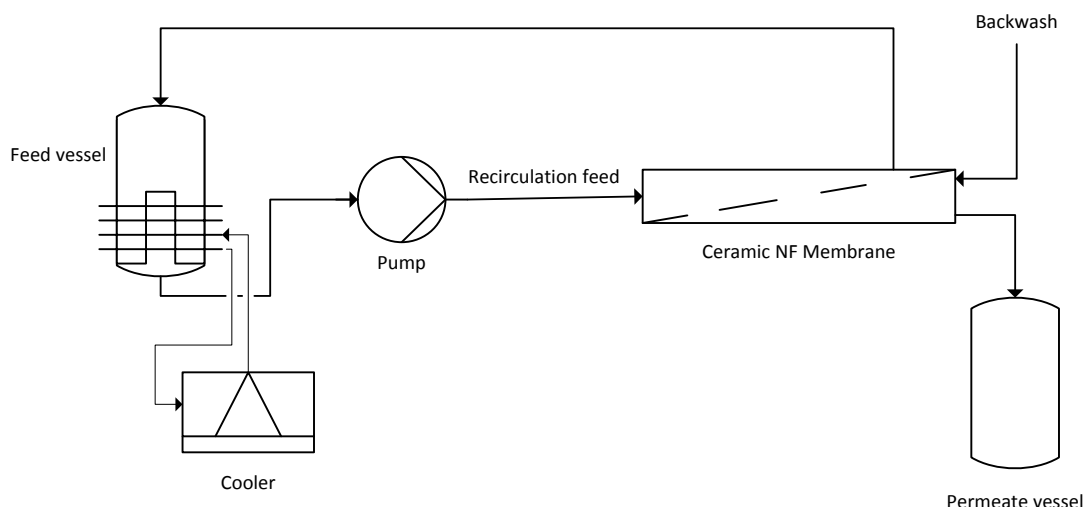 Backwash
Feed vessel
Recirculation feed
Pump
Ceramic NF Membrane
Cooler
Permeate vessel